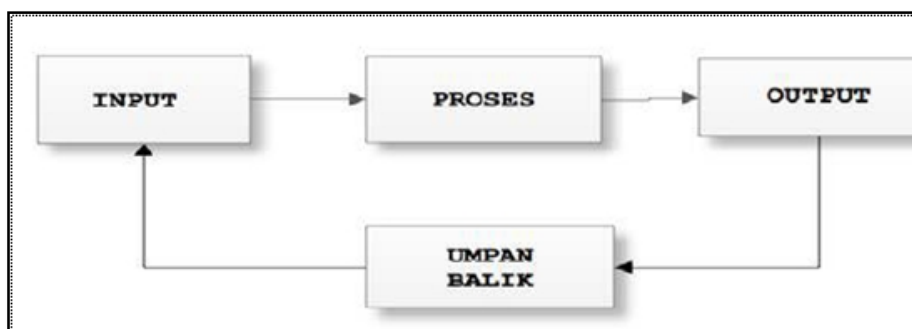 INPUT
PROSES
OUTPUT
UMPAN
BALIK